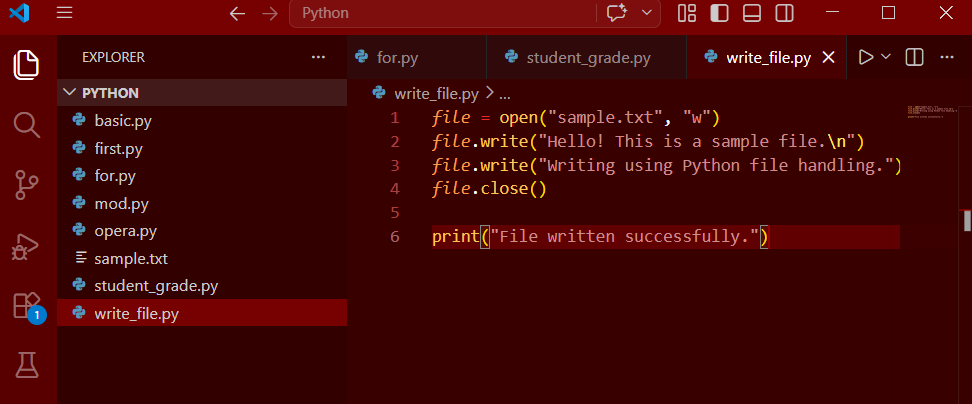 Python
EXPLORER
for.py
student_grade.py
write_file.py
PYTHON
write_file.py > ...
basic.py
first.py
for.py
mod.py
opera.py
sample.txt
student_grade.py
write_file.py
1
1 file = open("sample.txt", "w")
2 file.write("Hello! This is a sample file.\n")
3 file.write("Writing using Python file handling.")
4 file.close()
5
6 print("File written successfully.")